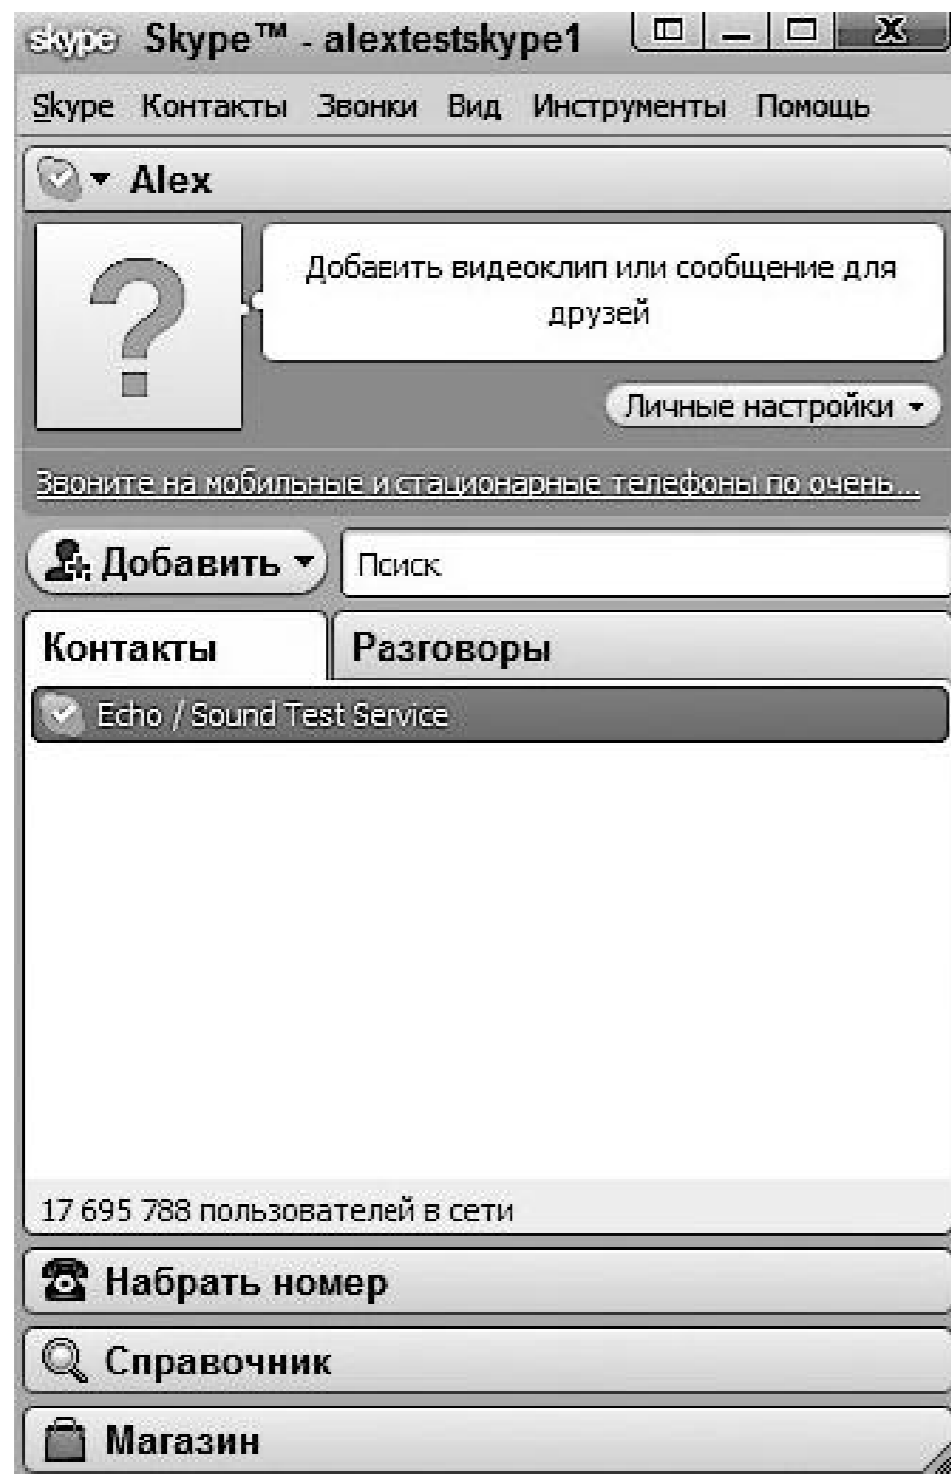 skype Skype™ - alextestskype1
Skype Контакты Звонки Вид Инструменты Помощь
Alex
?
Добавить видеоклип или сообщение для
друзей
Личные настройки
Звоните на мобильные и стационарные телефоны по очень...
Добавить Поиск
Контакты Разговоры
Echo / Sound Test Service
17 695 788 пользователей в сети
Набрать номер
Справочник
Магазин